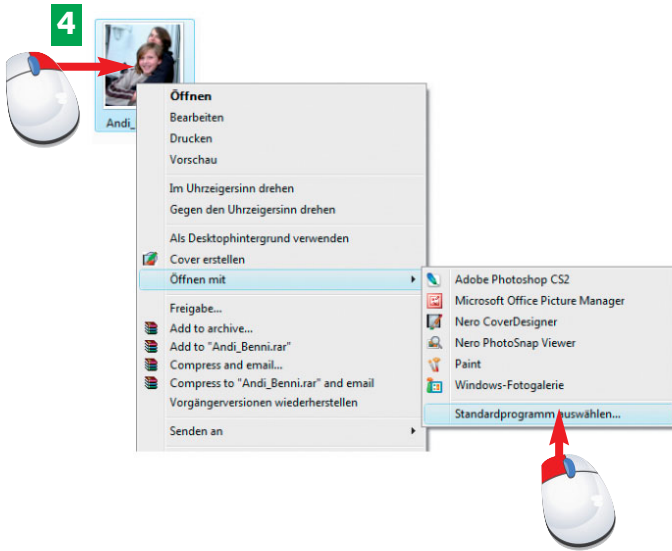 4
Andi_
Öffnen
Bearbeiten
Drucken
Vorschau
Im Uhrzeigersinn drehen
Gegen den Uhrzeigersinn drehen
Als Desktophintergrund verwenden
Cover erstellen
Öffnen mit
Freigabe...
Add to archive...
Add to "Andi_Benni.rar"
Compress and email...
Compress to "Andi_Benni.rar" and email
Vorgängerversionen wiederherstellen
Senden an
Adobe Photoshop CS2
Microsoft Office Picture Manager
Nero CoverDesigner
Nero PhotoSnap Viewer
Paint
Windows-Fotogalerie
Standardprogramm auswählen...